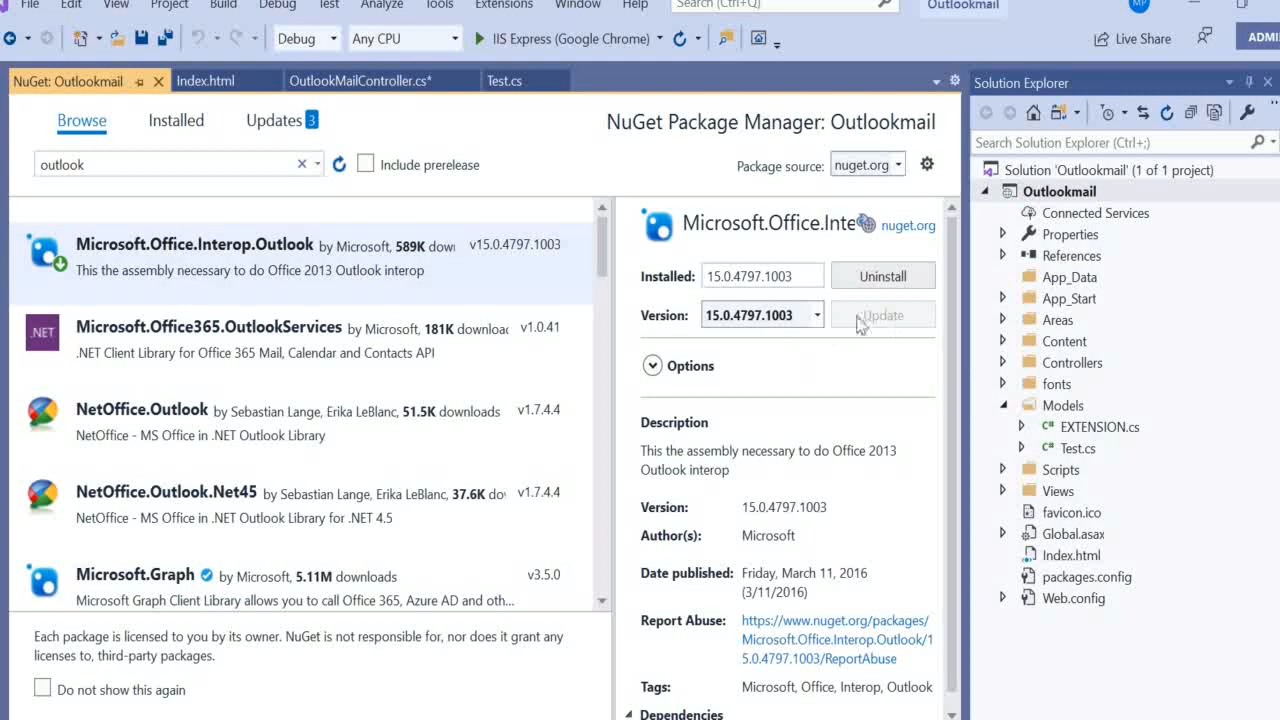 File Edit View Project Build Debug Test Analyze Tools Extensions Window Help Search (Ctrl+Q) Outlookmail MP
Debug Any CPU IIS Express (Google Chrome) Live Share ADMI
NuGet: Outlookmail Index.html OutlookMailController.cs* Test.cs
Browse Installed Updates 3
NuGet Package Manager: Outlookmail
outlook Include prerelease
Package source: nuget.org
Microsoft.Office.Interop.Outlook by Microsoft, 589K dow v15.0.4797.1003
This the assembly necessary to do Office 2013 Outlook interop
.NET
Microsoft.Office365.OutlookServices by Microsoft, 181K downloa v1.0.41
.NET Client Library for Office 365 Mail, Calendar and Contacts API
NetOffice.Outlook by Sebastian Lange, Erika LeBlanc, 51.5K downloads v1.7.4.4
NetOffice - MS Office in .NET Outlook Library
NetOffice.Outlook.Net45 by Sebastian Lange, Erika LeBlanc, 37.6K do v1.7.4.4
NetOffice - MS Office in .NET Outlook Library for .NET 4.5
Microsoft.Graph by Microsoft, 5.11M downloads v3.5.0
Microsoft Graph Client Library allows you to call Office 365, Azure AD and oth...
Each package is licensed to you by its owner. NuGet is not responsible for, nor does it grant any
licenses to, third-party packages.
Do not show this again
Microsoft.Office.Inte nuget.org
Installed: 15.0.4797.1003 Uninstall
Version: 15.0.4797.1003 Update
Options
Description
This the assembly necessary to do Office 2013
Outlook interop
Version: 15.0.4797.1003
Author(s): Microsoft
Date published: Friday, March 11, 2016
(3/11/2016)
Report Abuse: https://www.nuget.org/packages/
Microsoft.Office.Interop.Outlook/1
5.0.4797.1003/ReportAbuse
Tags: Microsoft, Office, Interop, Outlook
Dependencies
Solution Explorer
Search Solution Explorer (Ctrl+;)
Solution 'Outlookmail' (1 of 1 project)
Outlookmail
Connected Services
Properties
References
App_Data
App_Start
Areas
Content
Controllers
fonts
Models
C# EXTENSION.cs
C# Test.cs
Scripts
Views
favicon.ico
Global.asax
Index.html
packages.config
Web.config